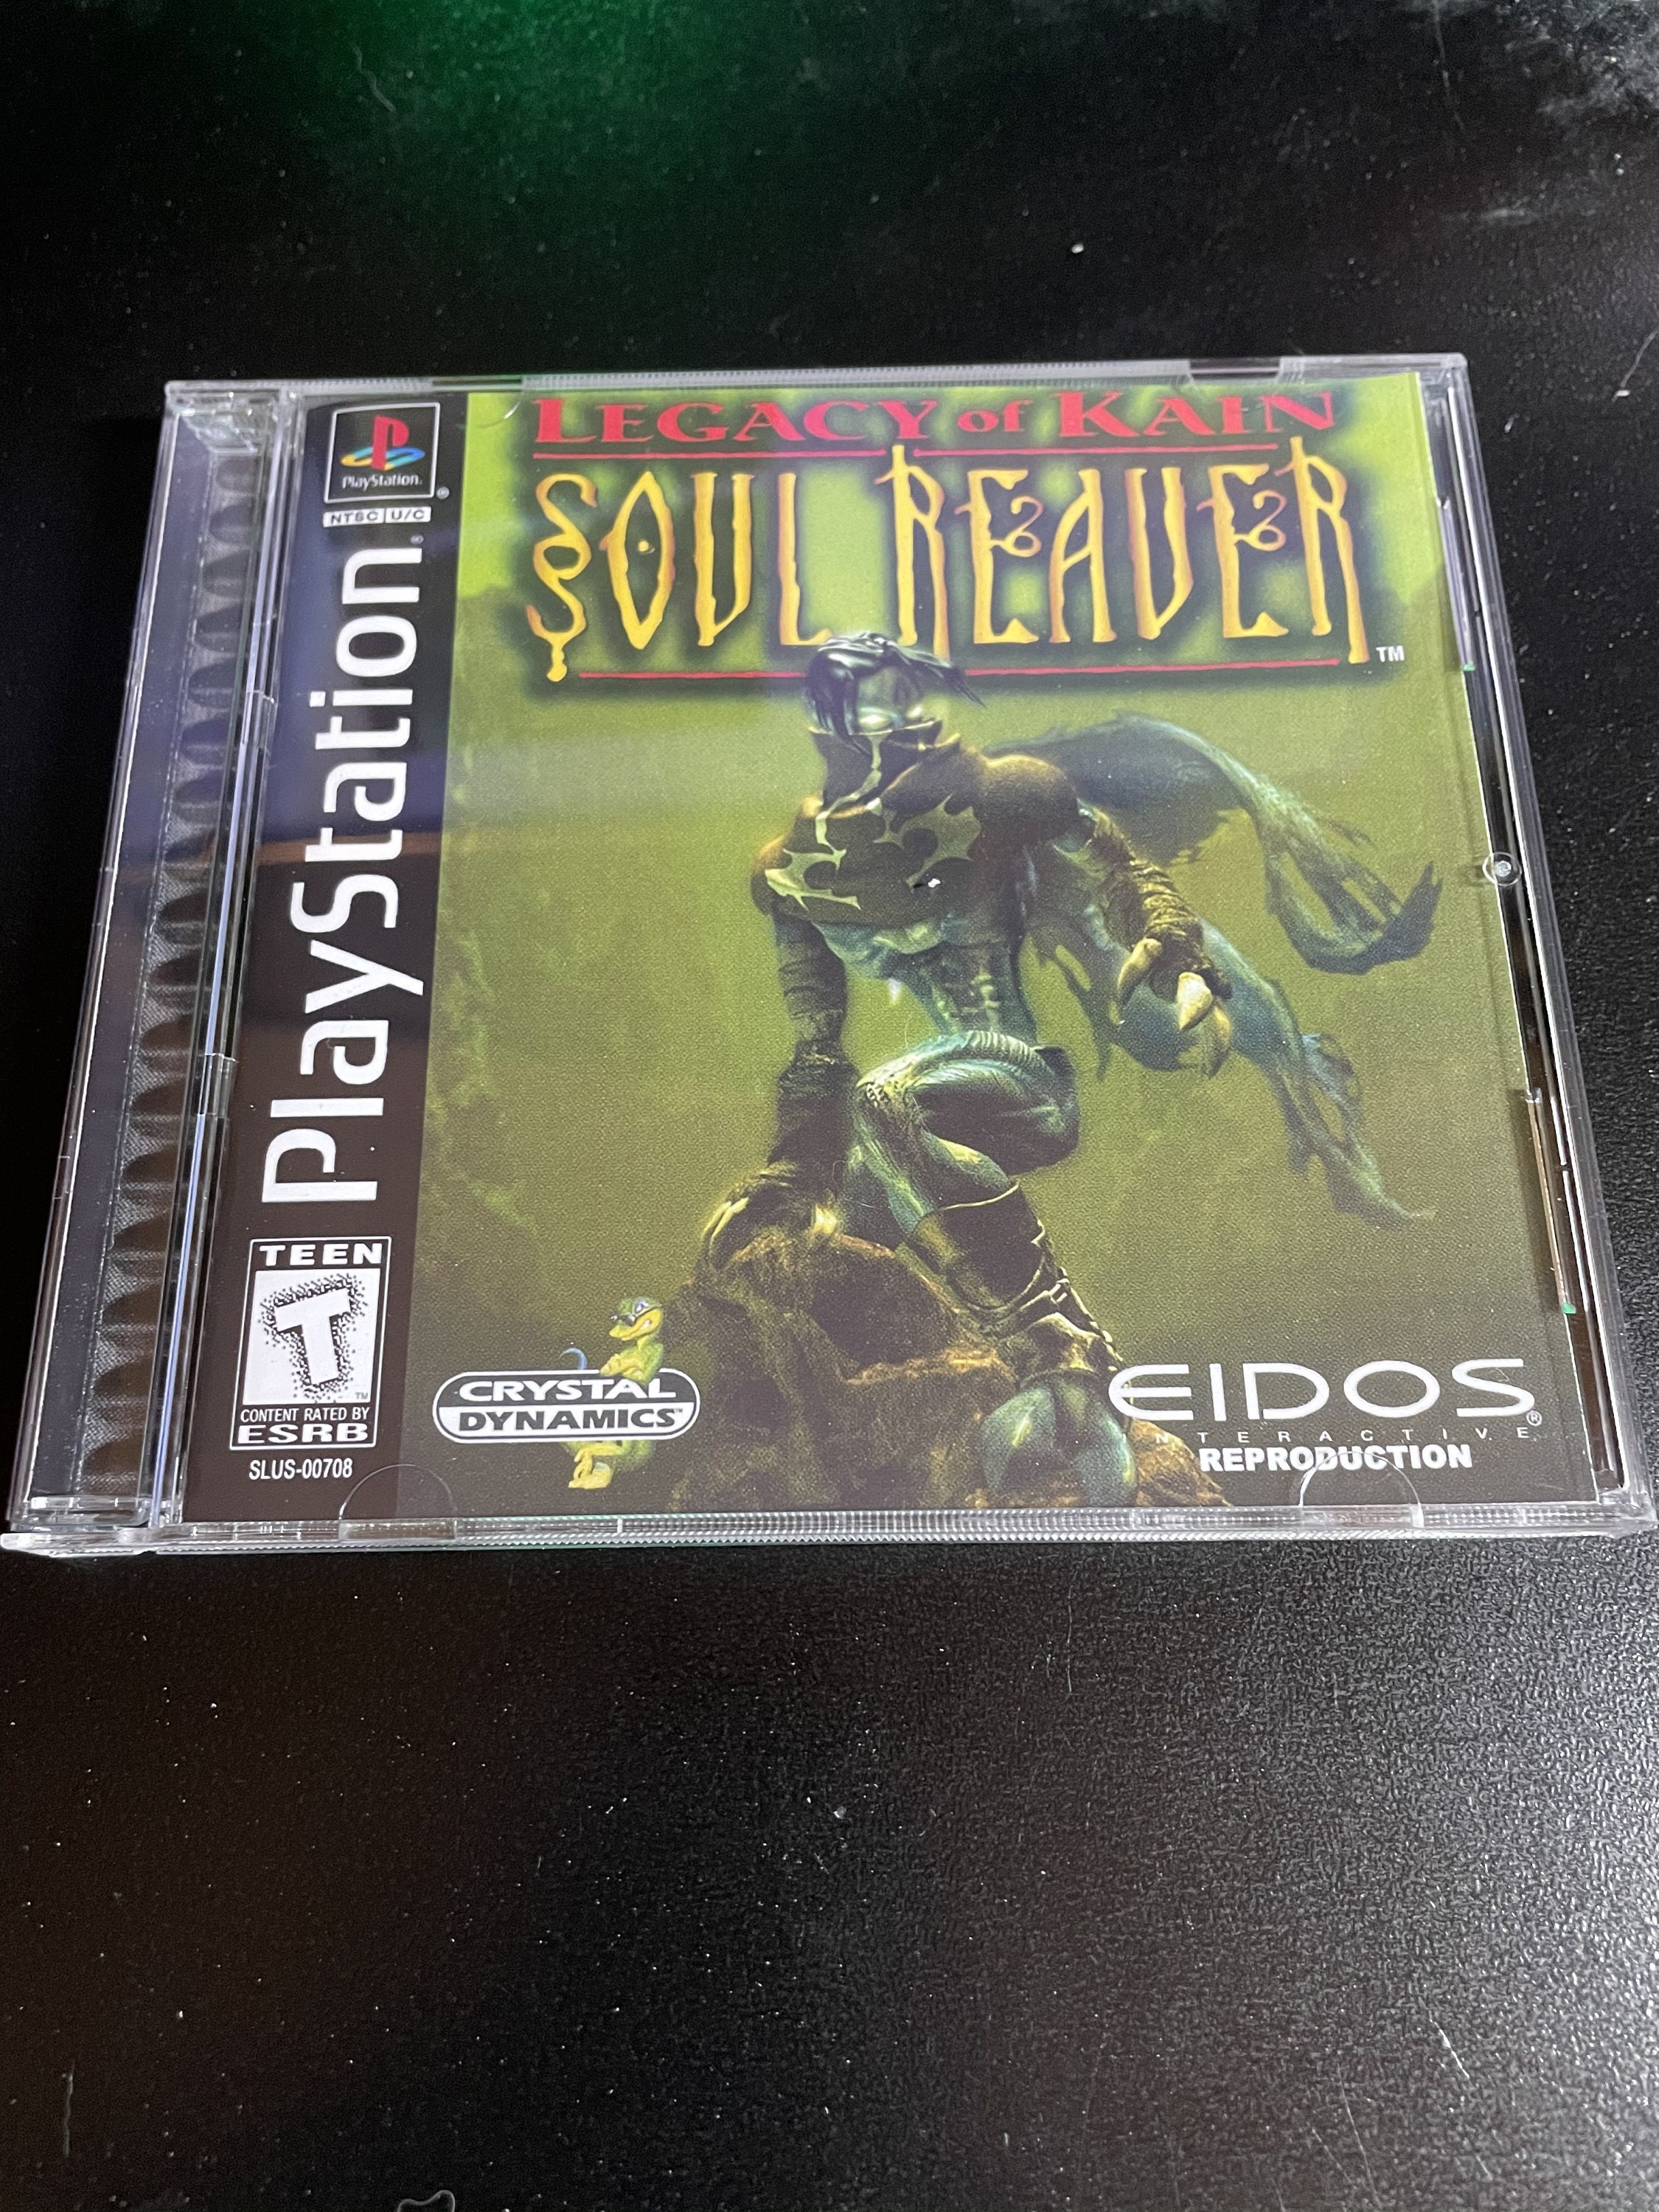 PlayStation
NTSC U/C
PlayStation
TEEN
T
CONTENT RATED BY
ESRB
SLUS-00708
LEGACY of KAIN
SOUL REAVER
CRYSTAL
DYNAMICS
EIDOS
INTERACTIVE
REPRODUCTION